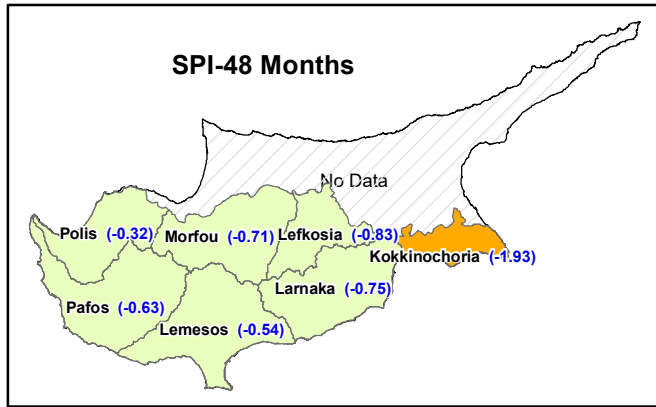 SPI-48 Months
No Data
Polis (-0.32)
Morfou (-0.71)
Lefkosia (-0.83)
Kokkinochoria (-1.93)
Larnaka (-0.75)
Pafos (-0.63)
Lemesos (-0.54)